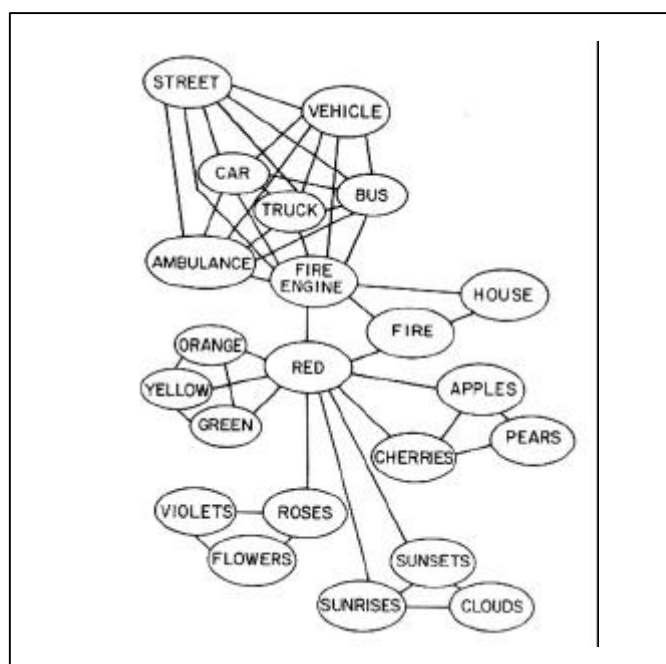 STREET
VEHICLE
CAR
BUS
TRUCK
AMBULANCE
FIRE
ENGINE
HOUSE
FIRE
ORANGE
RED
YELLOW
APPLES
GREEN
PEARS
CHERRIES
VIOLETS
ROSES
FLOWERS
SUNSETS
SUNRISES
CLOUDS